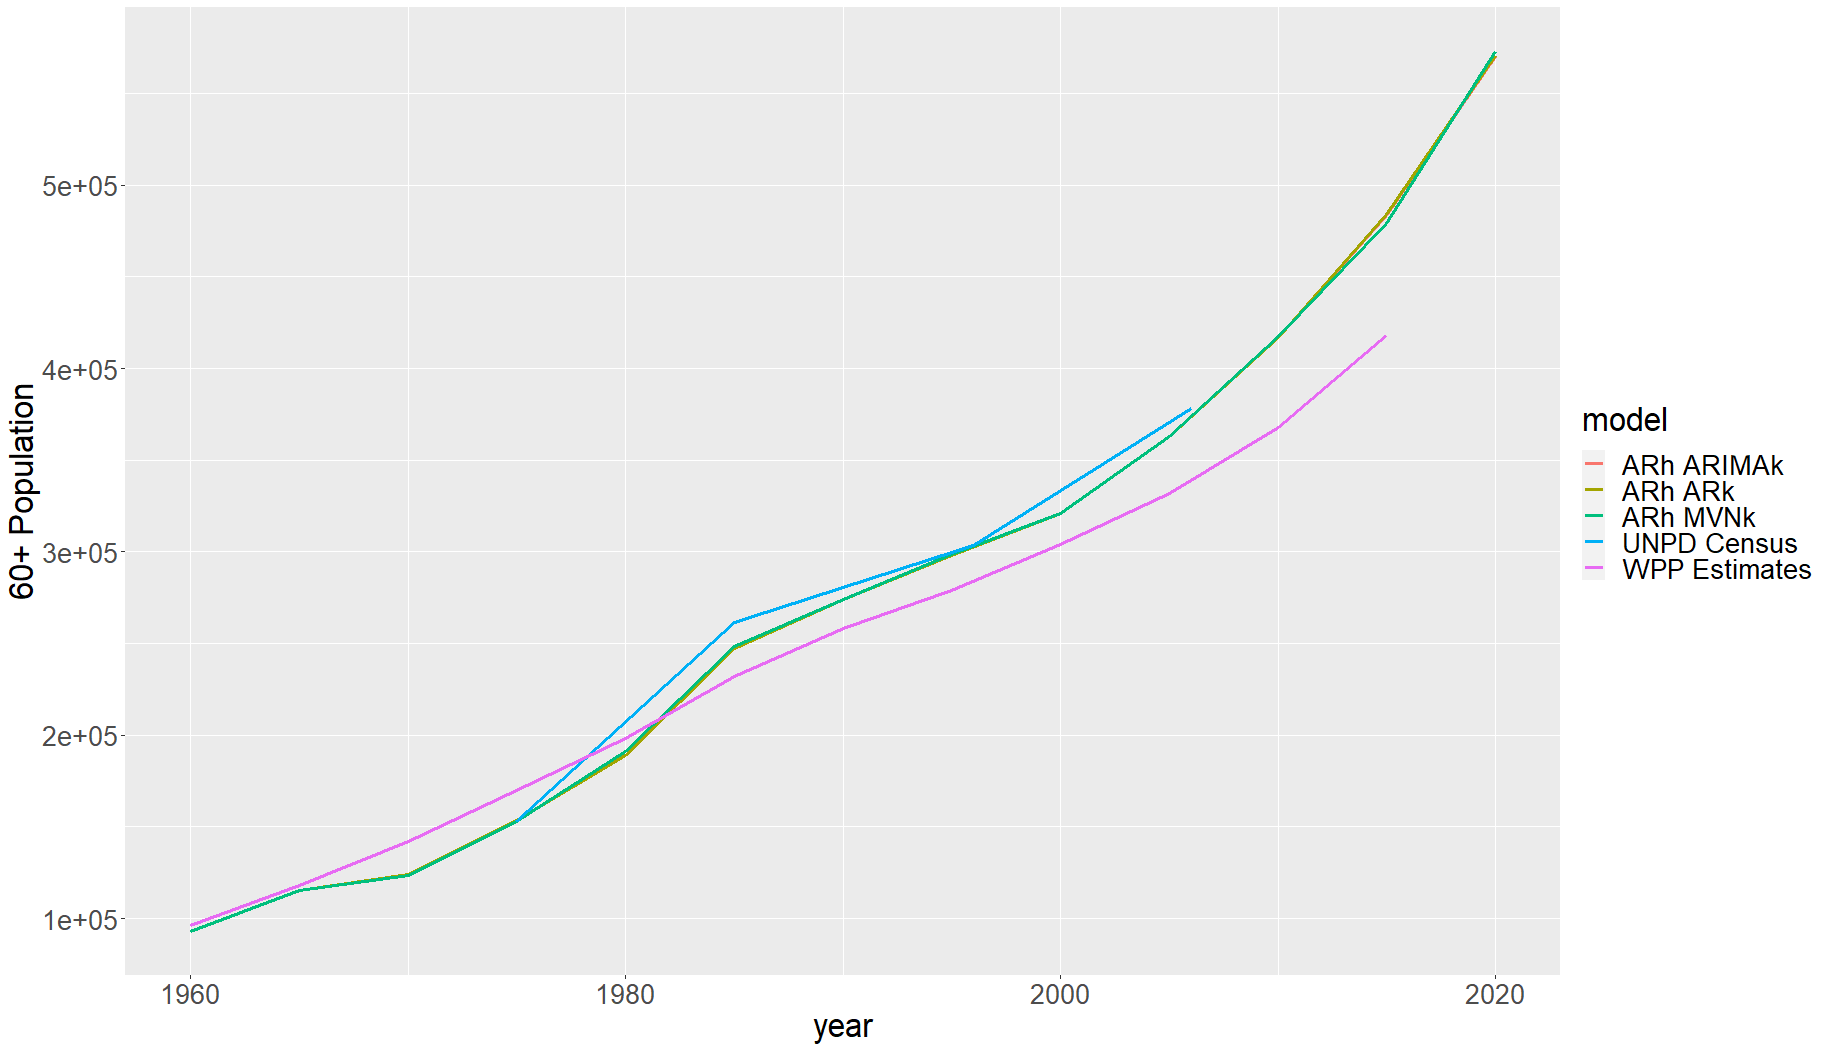 60+ Population
5e+05
4e+05
3e+05
2e+05
1e+05
1960
1980
2000
2020
year
model
ARh ARIMAk
ARh ARk
ARh MVNk
UNPD Census
WPP Estimates